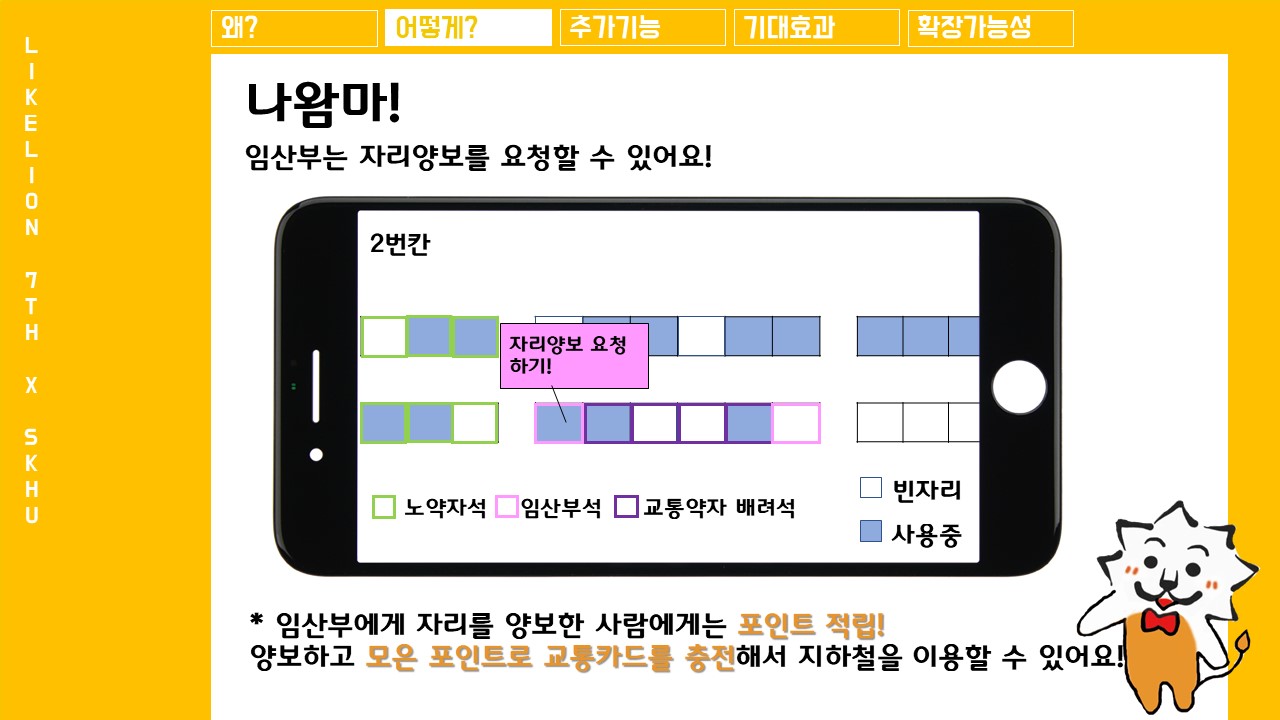 왜?
어떻게?
추가기능
기대효과
확장가능성
LIKELION 7TH X SKHU
나왐마!
임산부는 자리양보를 요청할 수 있어요!
2번칸
자리양보 요청
하기!
노약자석
임산부석
교통약자 배려석
빈자리
사용중
* 임산부에게 자리를 양보한 사람에게는 포인트 적립!
양보하고 모은 포인트로 교통카드를 충전해서 지하철을 이용할 수 있어요!